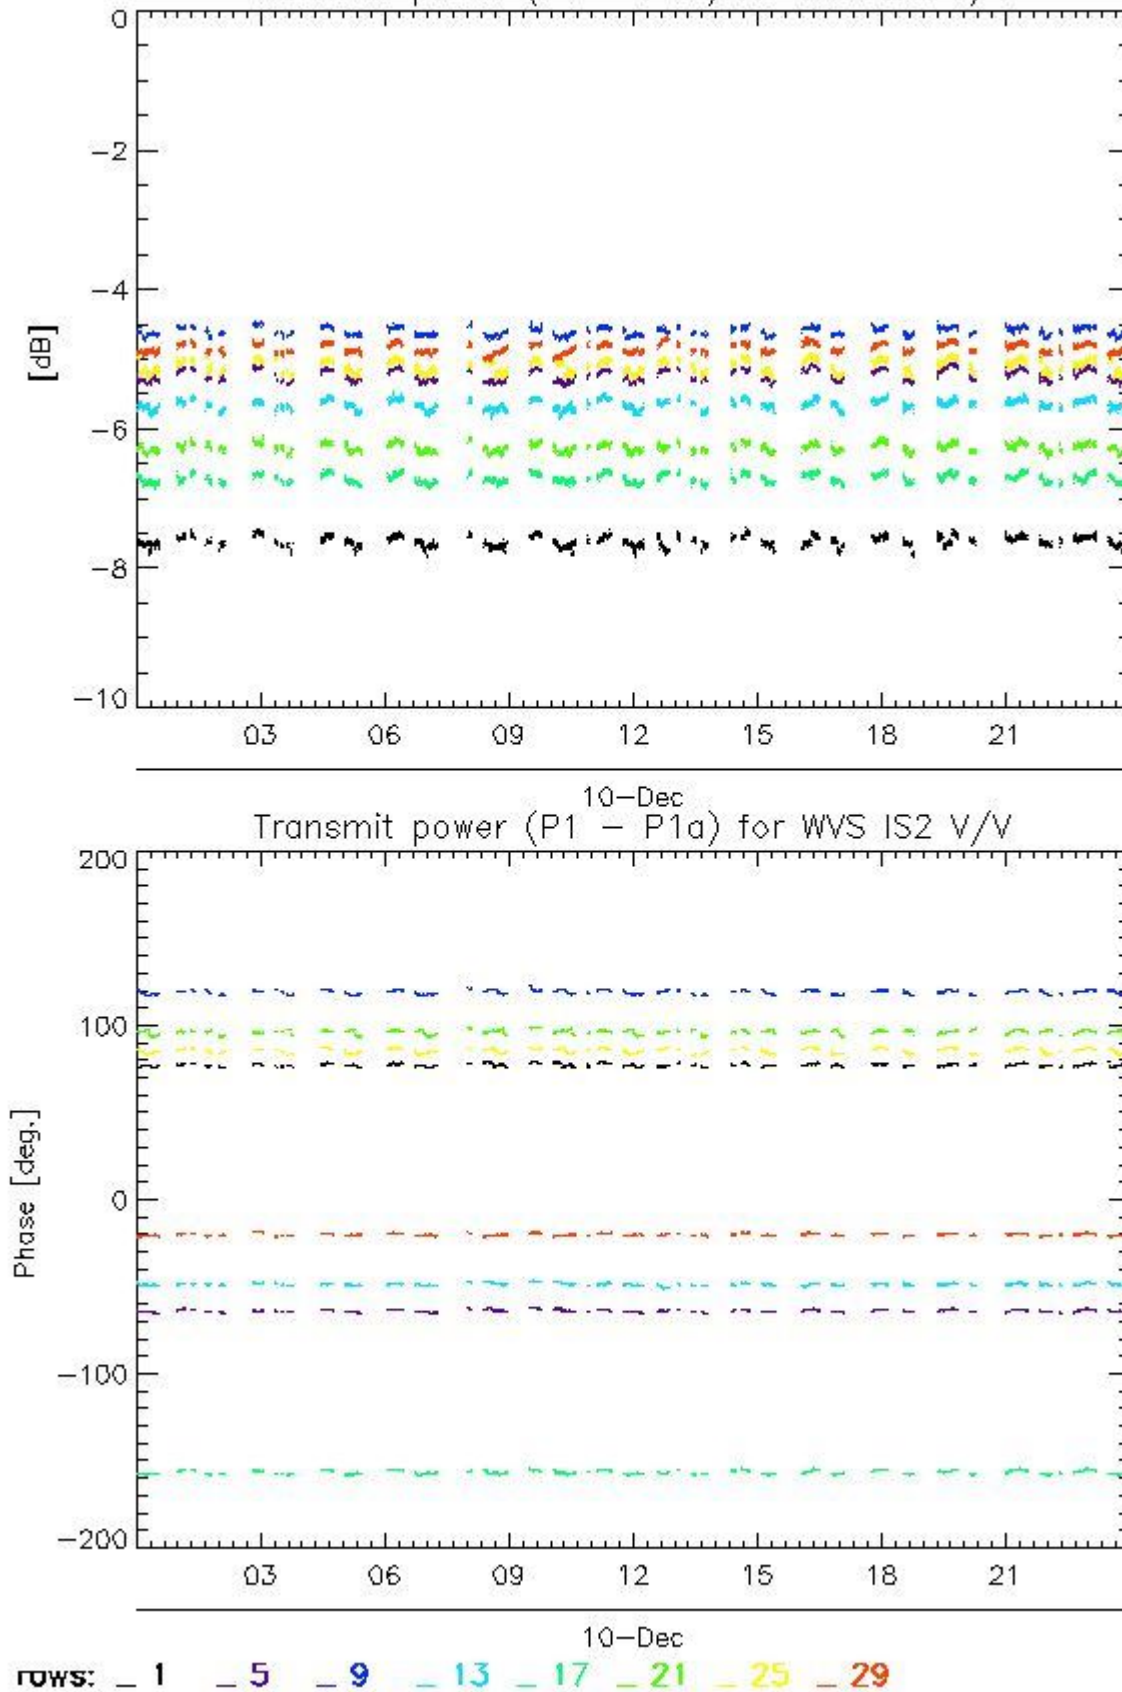 0
-2
-4
[dB]
-6
-8
-10
03 06 09 12 15 18 21
10-Dec
Transmit power (P1 - P1a) for WVS IS2 V/V
200
100
Phase [deg.]
0
-100
-200
03 06 09 12 15 18 21
10-Dec
rows: _ 1 _ 5 _ 9 _ 13 _ 17 _ 21 _ 25 _ 29